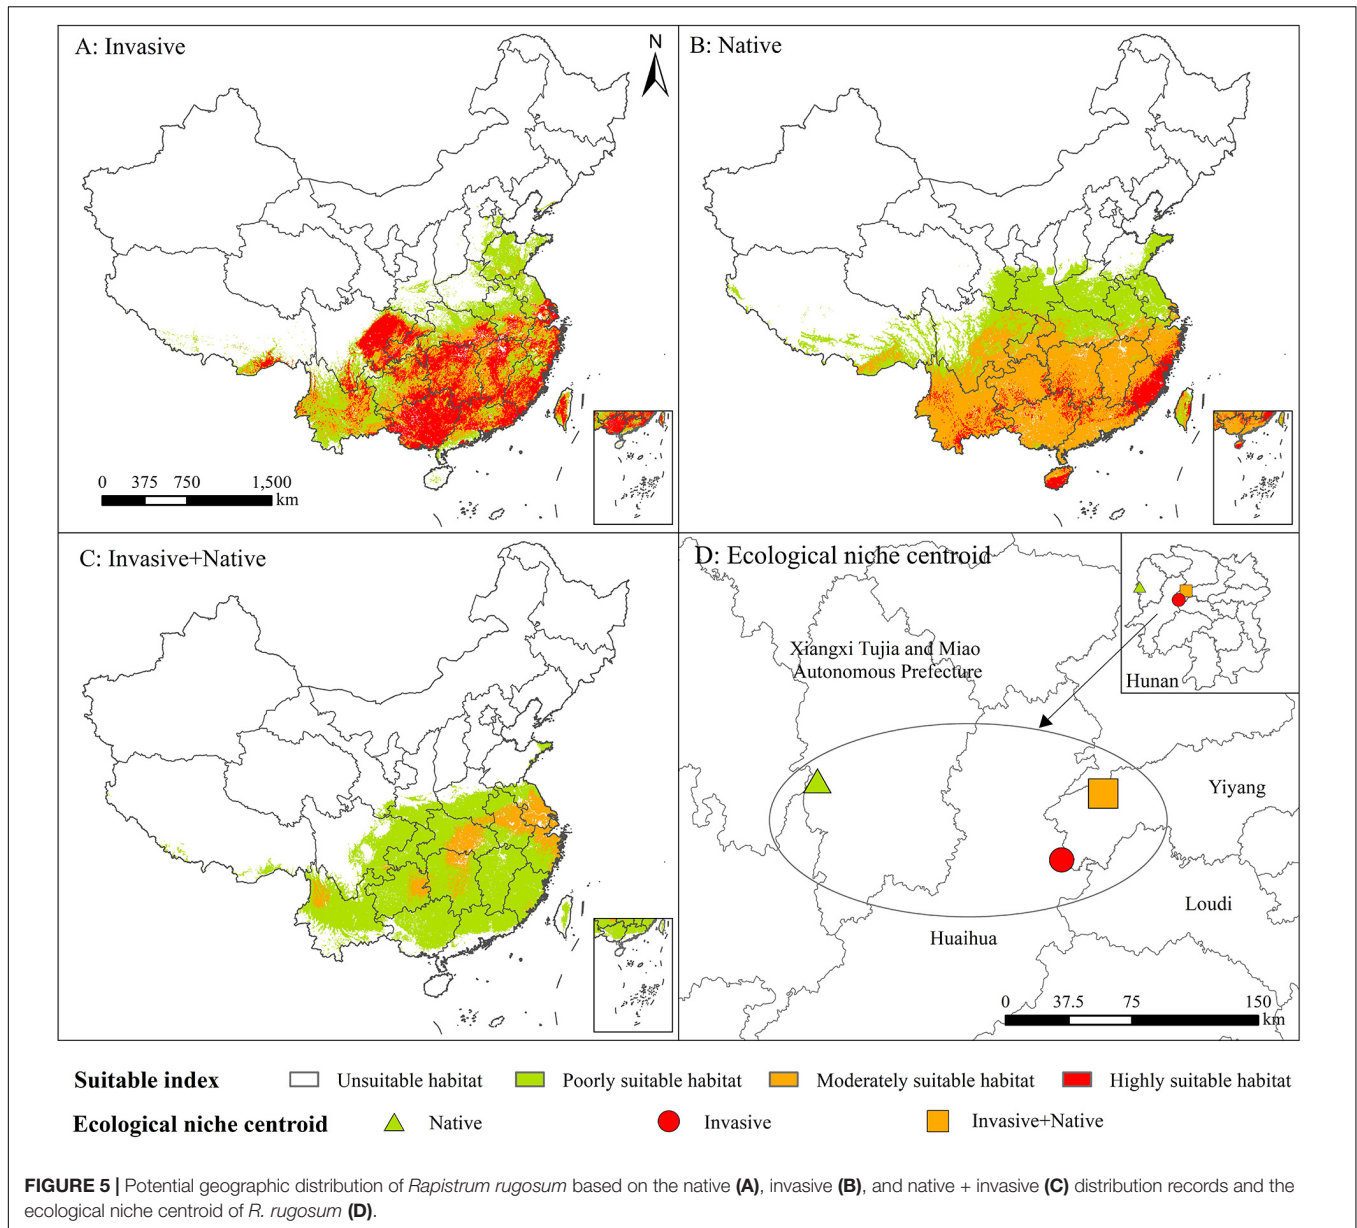 A: Invasive
N
B: Native
0 375 750 1,500
km
C: Invasive+Native
D: Ecological niche centroid
Xiangxi Tujia and Miao
Autonomous Prefecture
Hunan
Yiyang
Loudi
Huaihua
0 37.5 75 150
km
Suitable index Unsuitable habitat Poorly suitable habitat Moderately suitable habitat Highly suitable habitat
Ecological niche centroid Native Invasive Invasive+Native
FIGURE 5 | Potential geographic distribution of Rapistrum rugosum based on the native (A), invasive (B), and native + invasive (C) distribution records and the
ecological niche centroid of R. rugosum (D).